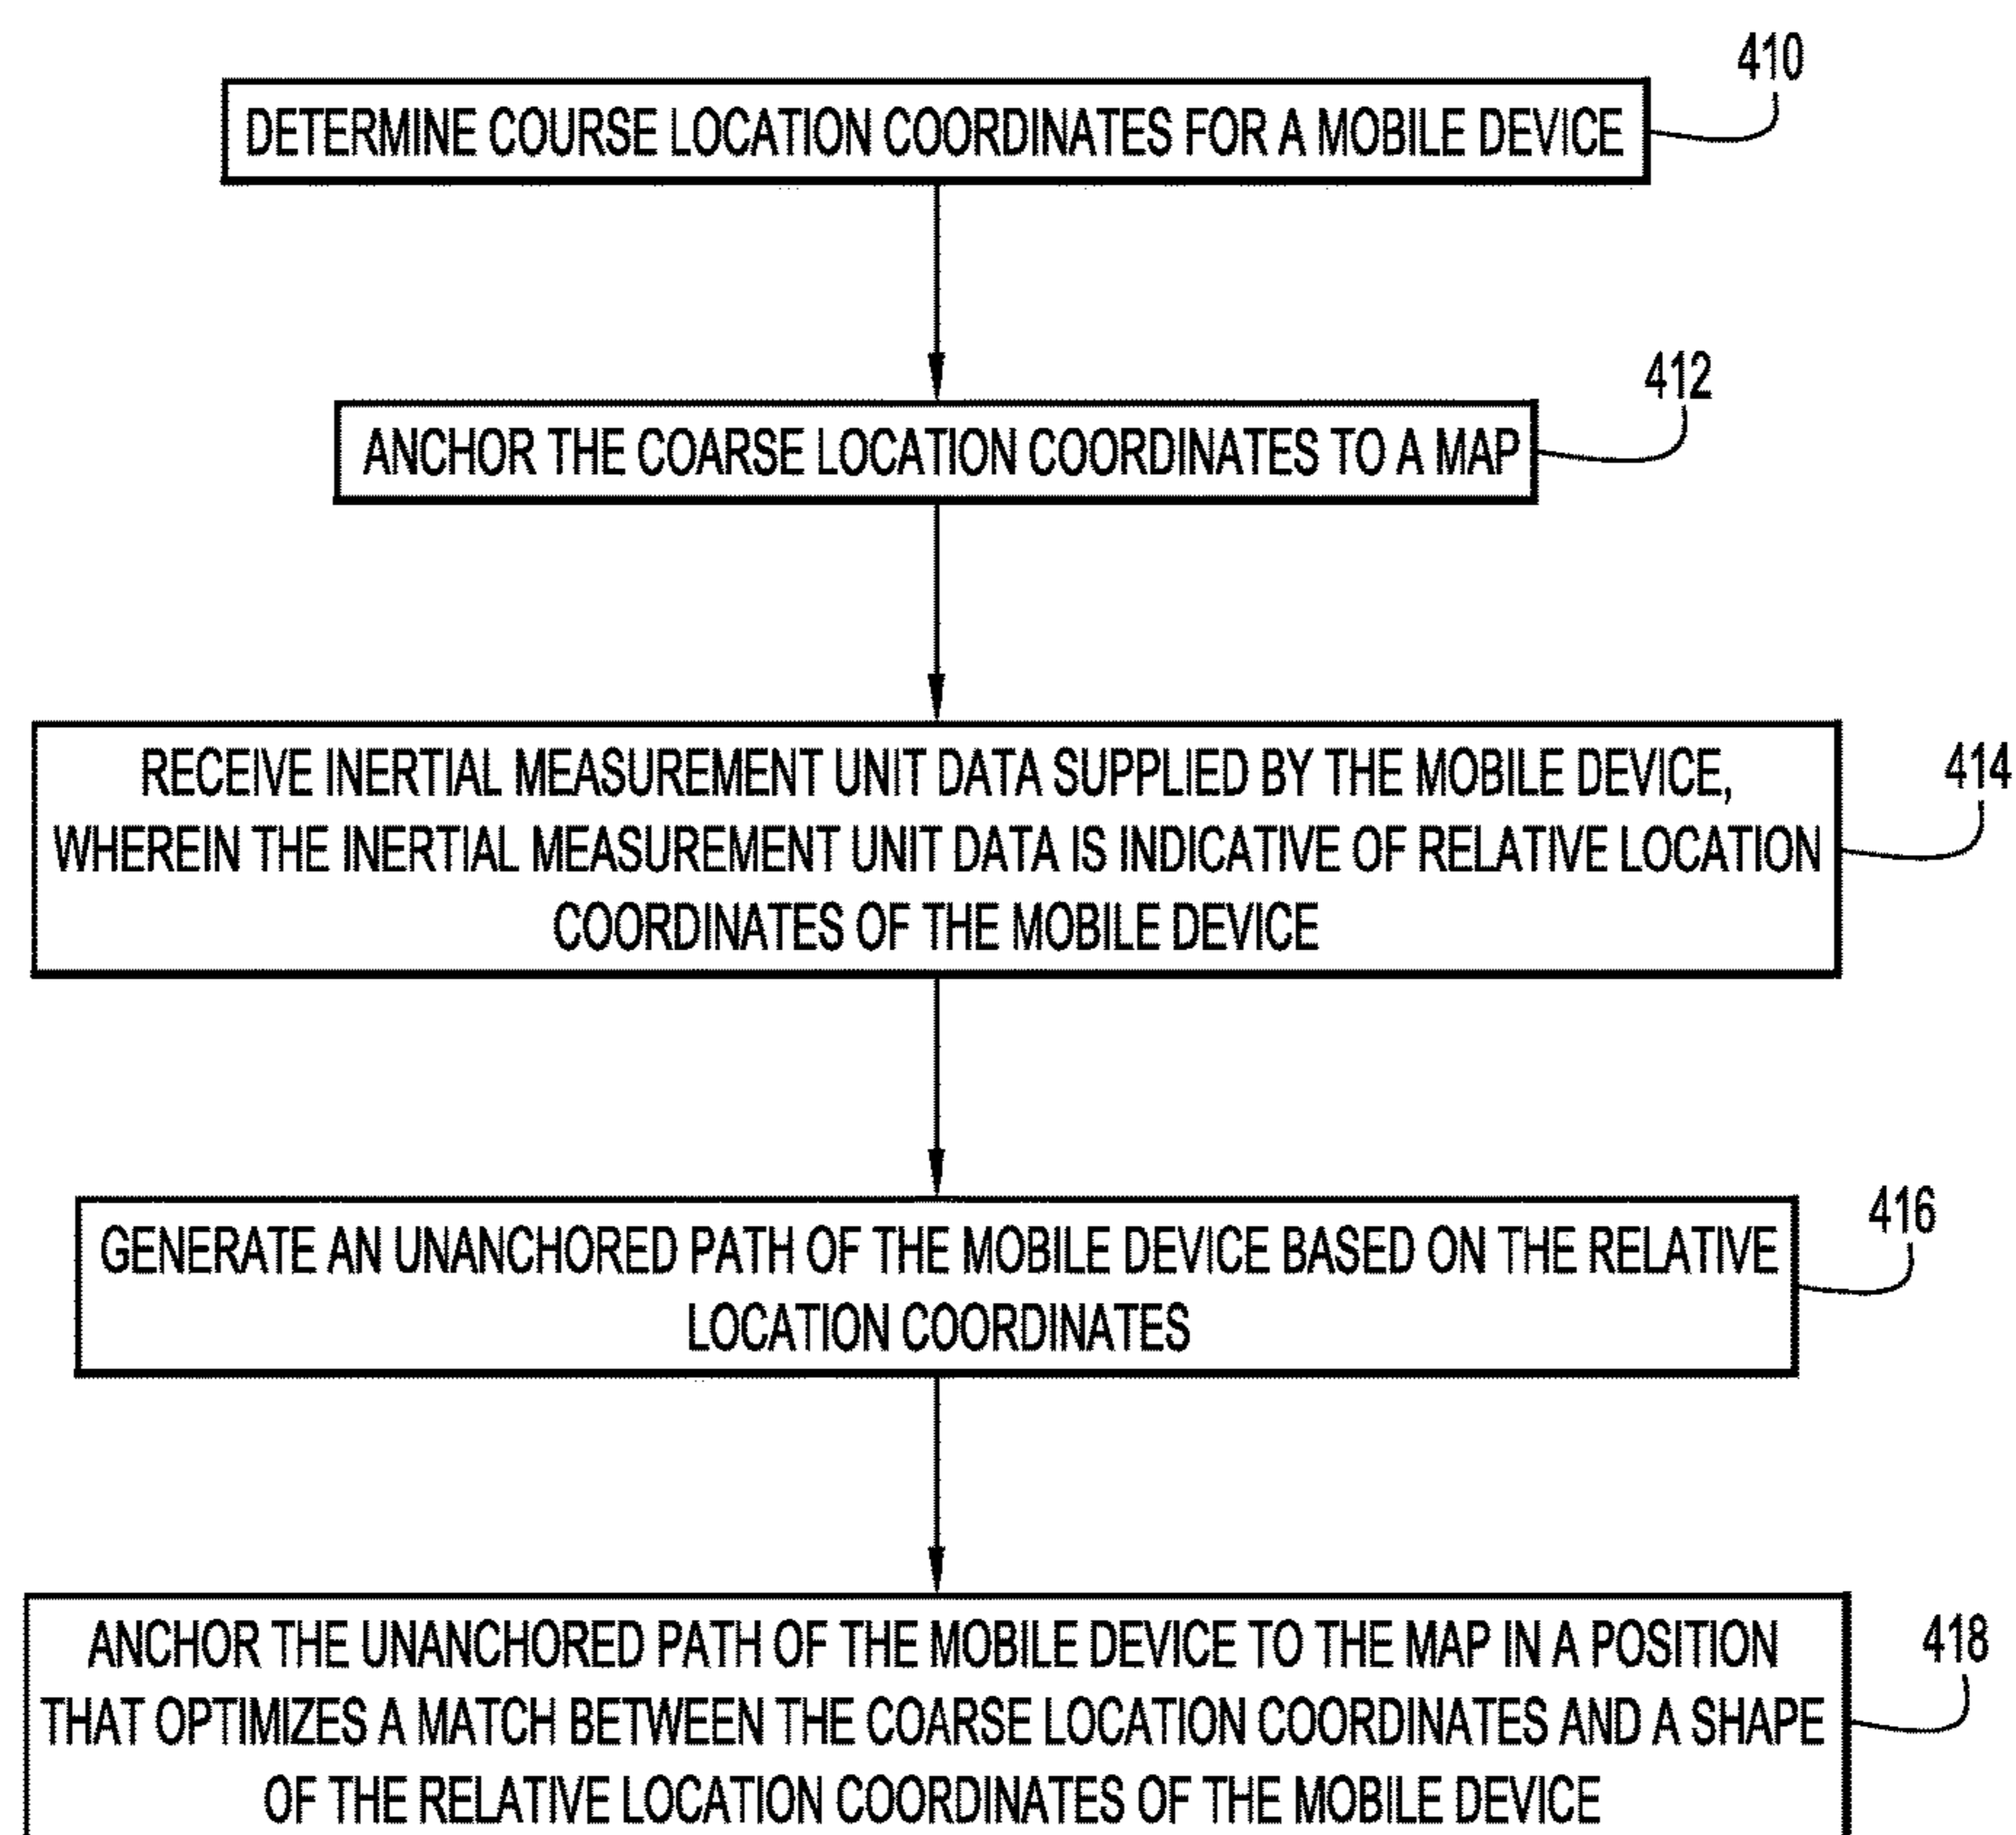 410
DETERMINE COURSE LOCATION COORDINATES FOR A MOBILE DEVICE
412
ANCHOR THE COARSE LOCATION COORDINATES TO A MAP
414
RECEIVE INERTIAL MEASUREMENT UNIT DATA SUPPLIED BY THE MOBILE DEVICE,
WHEREIN THE INERTIAL MEASUREMENT UNIT DATA IS INDICATIVE OF RELATIVE LOCATION
COORDINATES OF THE MOBILE DEVICE
416
GENERATE AN UNANCHORED PATH OF THE MOBILE DEVICE BASED ON THE RELATIVE
LOCATION COORDINATES
418
ANCHOR THE UNANCHORED PATH OF THE MOBILE DEVICE TO THE MAP IN A POSITION
THAT OPTIMIZES A MATCH BETWEEN THE COARSE LOCATION COORDINATES AND A SHAPE
OF THE RELATIVE LOCATION COORDINATES OF THE MOBILE DEVICE